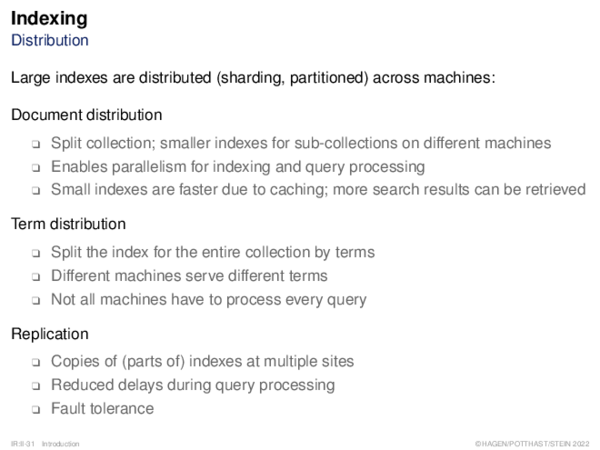 Indexing
Distribution
Large indexes are distributed (sharding, partitioned) across machines:
Document distribution
❑ Split collection; smaller indexes for sub-collections on different machines
❑ Enables parallelism for indexing and query processing
❑ Small indexes are faster due to caching; more search results can be retrieved
Term distribution
❑ Split the index for the entire collection by terms
❑ Different machines serve different terms
❑ Not all machines have to process every query
Replication
❑ Copies of (parts of) indexes at multiple sites
❑ Reduced delays during query processing
❑ Fault tolerance
IR:II-31 Introduction ©HAGEN/POTTHAST/STEIN 2022